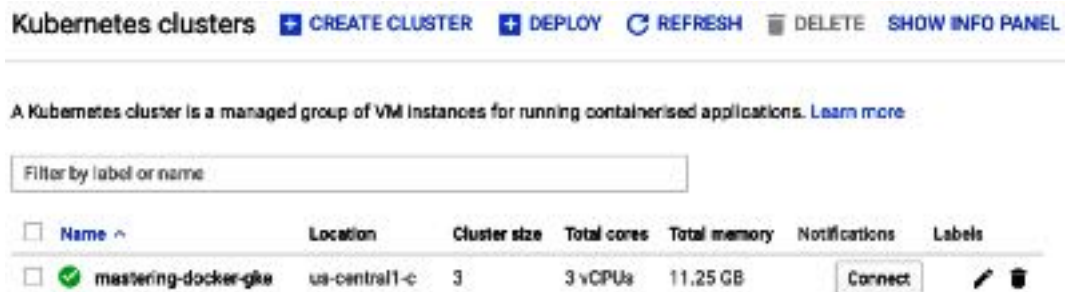 Kubernetes clusters CREATE CLUSTER DEPLOY REFRESH DELETE SHOW INFO PANEL
A Kubernetes cluster is a managed group of VM instances for running containerised applications. Learn more
Filter by label or name
Name Location Cluster size Total cores Total memory Notifications Labels
mastering-docker-gke us-central1-c 3 3 vCPUs 11.25 GB Connect